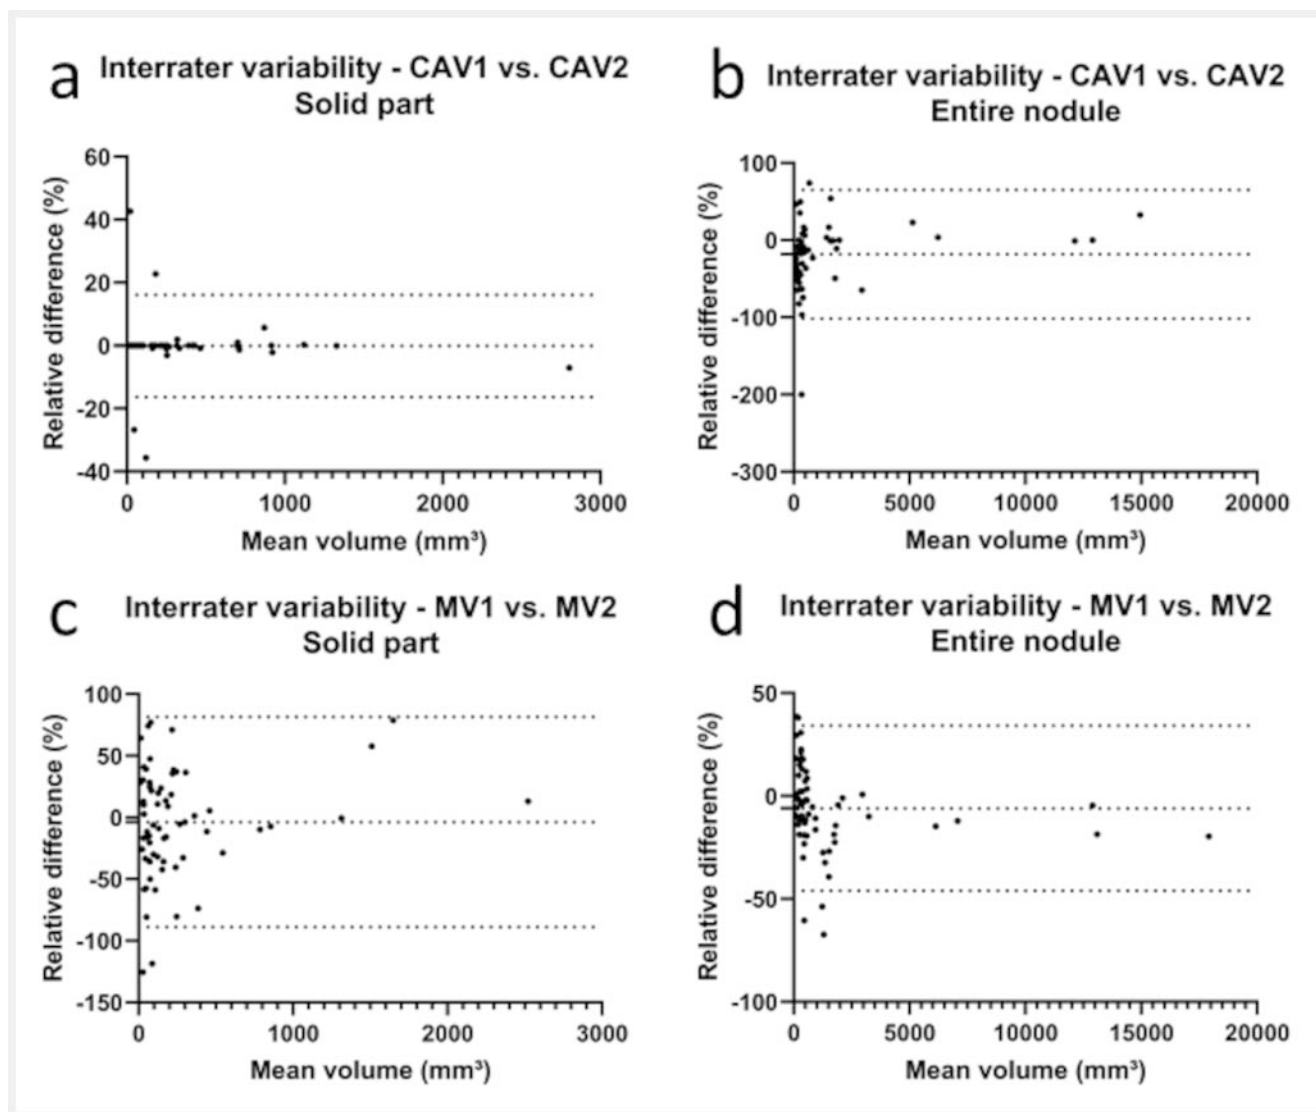 a
Interrater variability - CAV1 vs. CAV2
Solid part
Relative difference (%)
60
40
20
0
-20
-40
0
1000
2000
3000
Mean volume (mm³)
b
Interrater variability - CAV1 vs. CAV2
Entire nodule
Relative difference (%)
100
0
-100
-200
-300
0
5000
10000
15000
20000
Mean volume (mm³)
c
Interrater variability - MV1 vs. MV2
Solid part
Relative difference (%)
100
50
0
-50
-100
-150
0
1000
2000
3000
Mean volume (mm³)
d
Interrater variability - MV1 vs. MV2
Entire nodule
Relative difference (%)
50
0
-50
-100
0
5000
10000
15000
20000
Mean volume (mm³)